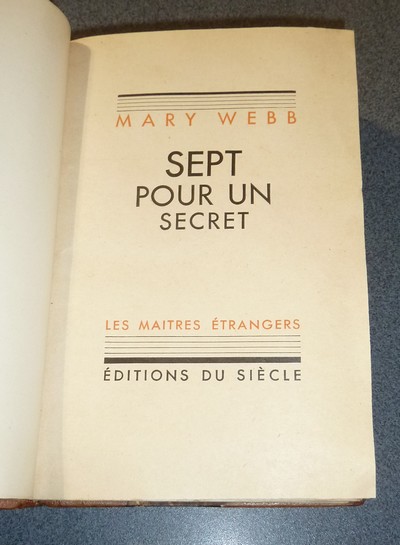 MARY WEBB
SEPT
POUR UN
SECRET
LES MAITRES ÉTRANGERS
ÉDITIONS DU SIÈCLE